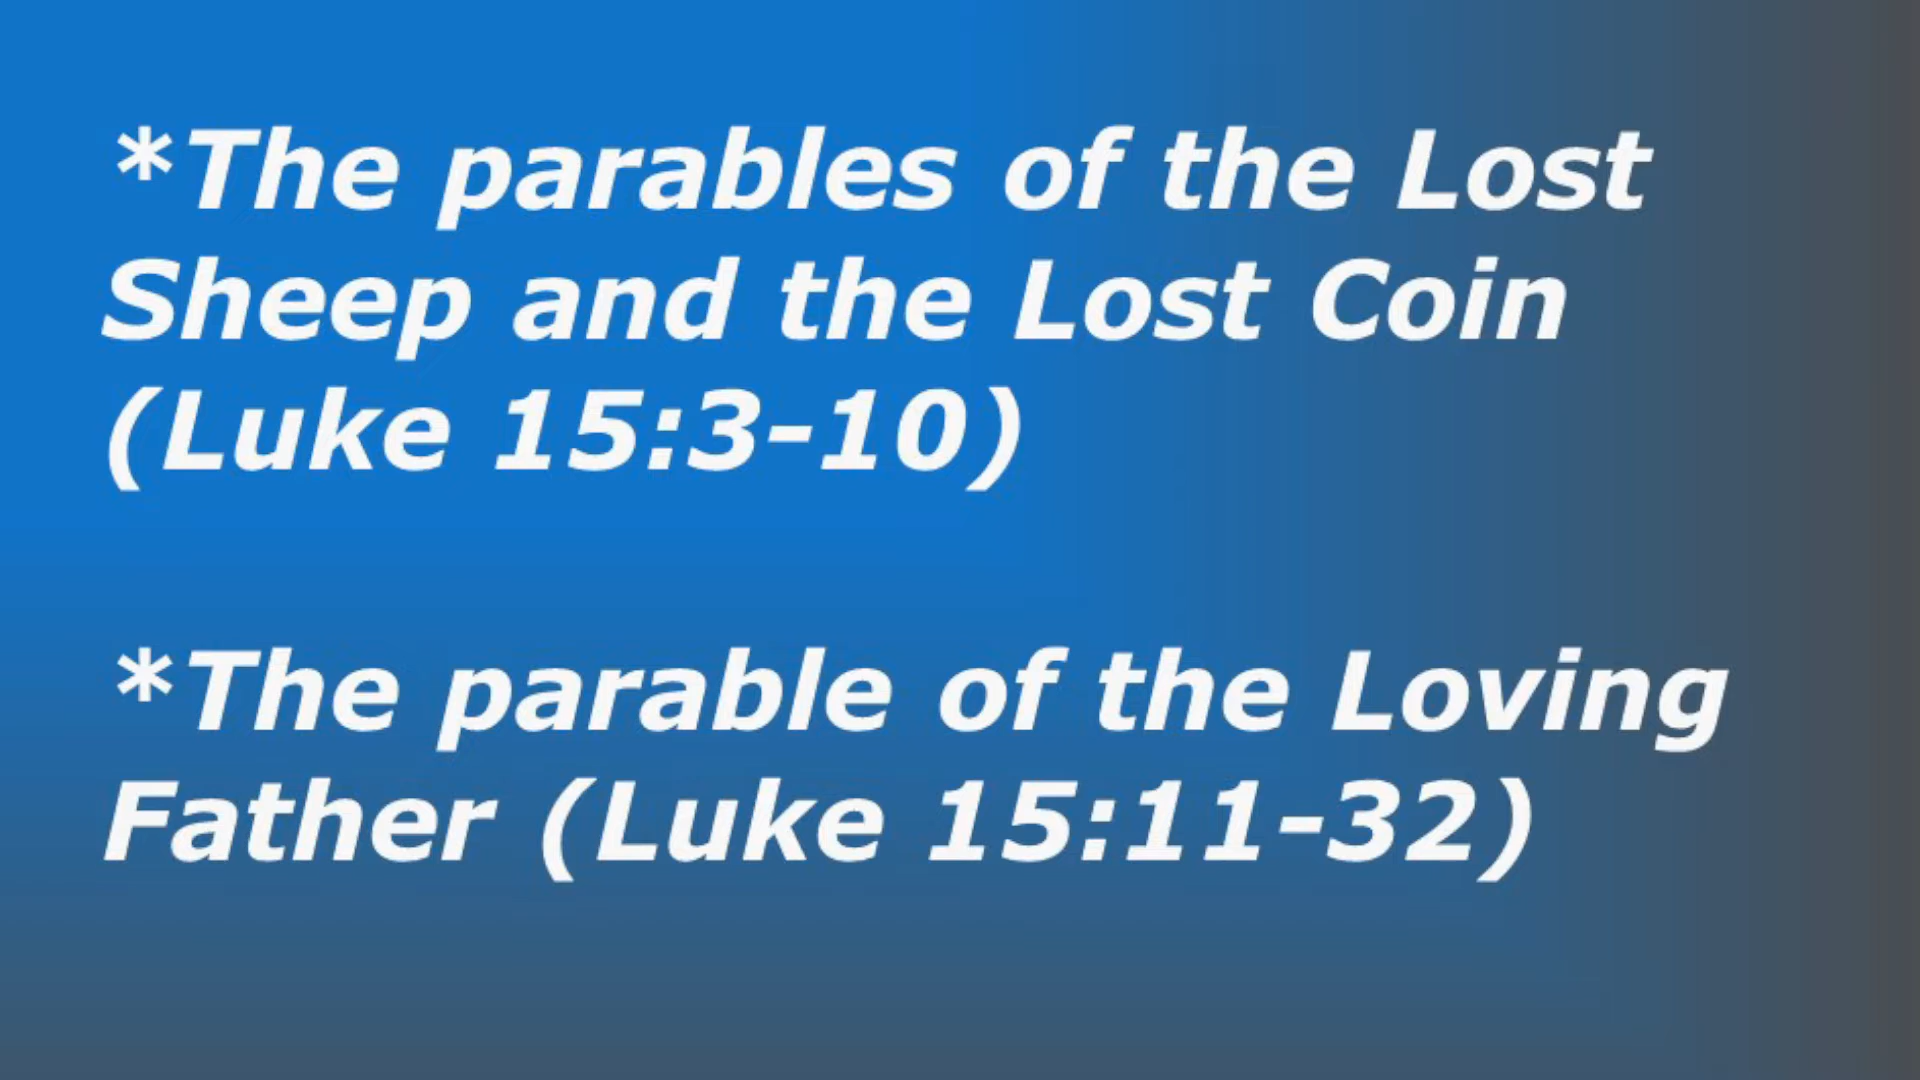 *The parables of the Lost
Sheep and the Lost Coin
(Luke 15:3-10)
*The parable of the Loving
Father (Luke 15:11-32)